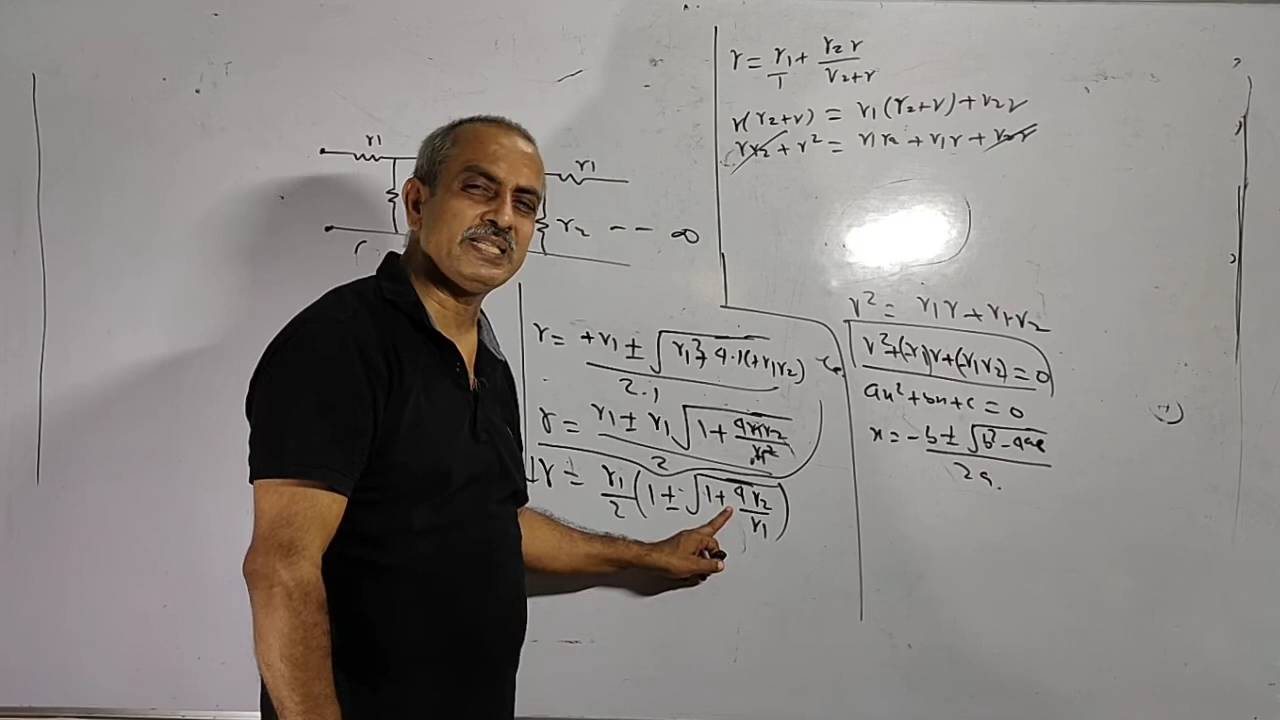 r1
r1
r2 -- ∞
r = r1/1 + r2 r/(r2+r)
r(r2+r) = r1(r2+r)+r2r
rr2 + r² = r1r2 + r1r + r2r
r² = r1r + r1r2
r²+(-r1)r+(-r1r2) = 0
ax²+bx+c = 0
x = -b ± √(b²-4ac)/2a.
r = +r1 ± √(r1²+4·1(+r1r2))/2·1
r = r1 ± r1√(1+4r1r2/r1²)/2
r = r1/2(1±√(1+4r2/r1))